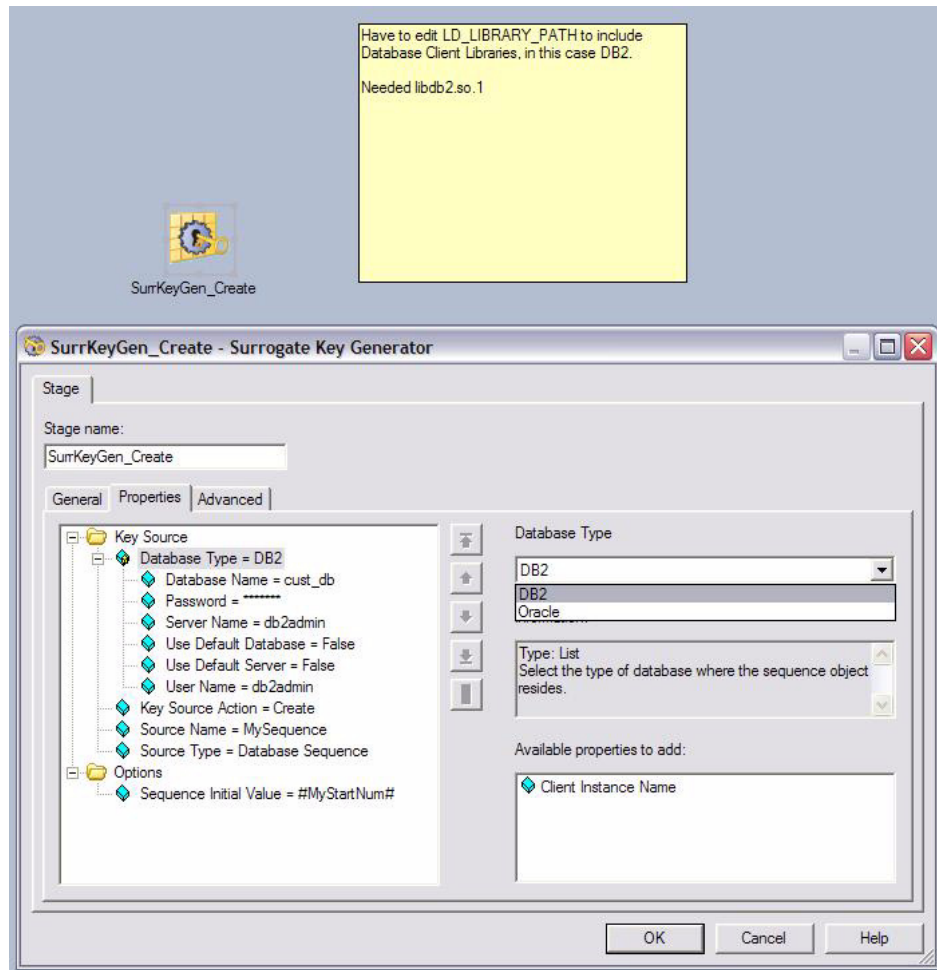 Have to edit LD_LIBRARY_PATH to include
Database Client Libraries, in this case DB2.
Needed libdb2.so.1
SurrKeyGen_Create
SurrKeyGen_Create - Surrogate Key Generator
Stage
Stage name:
SurrKeyGen_Create
General
Properties
Advanced
Key Source
Database Type = DB2
Database Name = cust_db
Password = *******
Server Name = db2admin
Use Default Database = False
Use Default Server = False
User Name = db2admin
Key Source Action = Create
Source Name = MySequence
Source Type = Database Sequence
Options
Sequence Initial Value = #MyStartNum#
Database Type
DB2
DB2
Oracle
Type: List
Select the type of database where the sequence object
resides.
Available properties to add:
Client Instance Name
OK
Cancel
Help